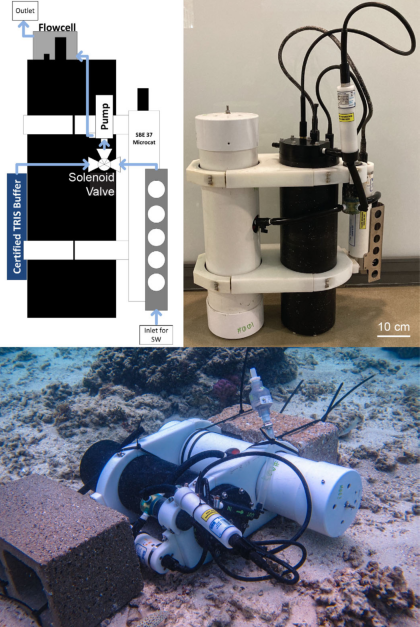 Outlet
Flowcell
Pump
SBE 37
Microcat
Solenoid
Valve
Certified TRIS Buffer
Inlet for
SW
10 cm